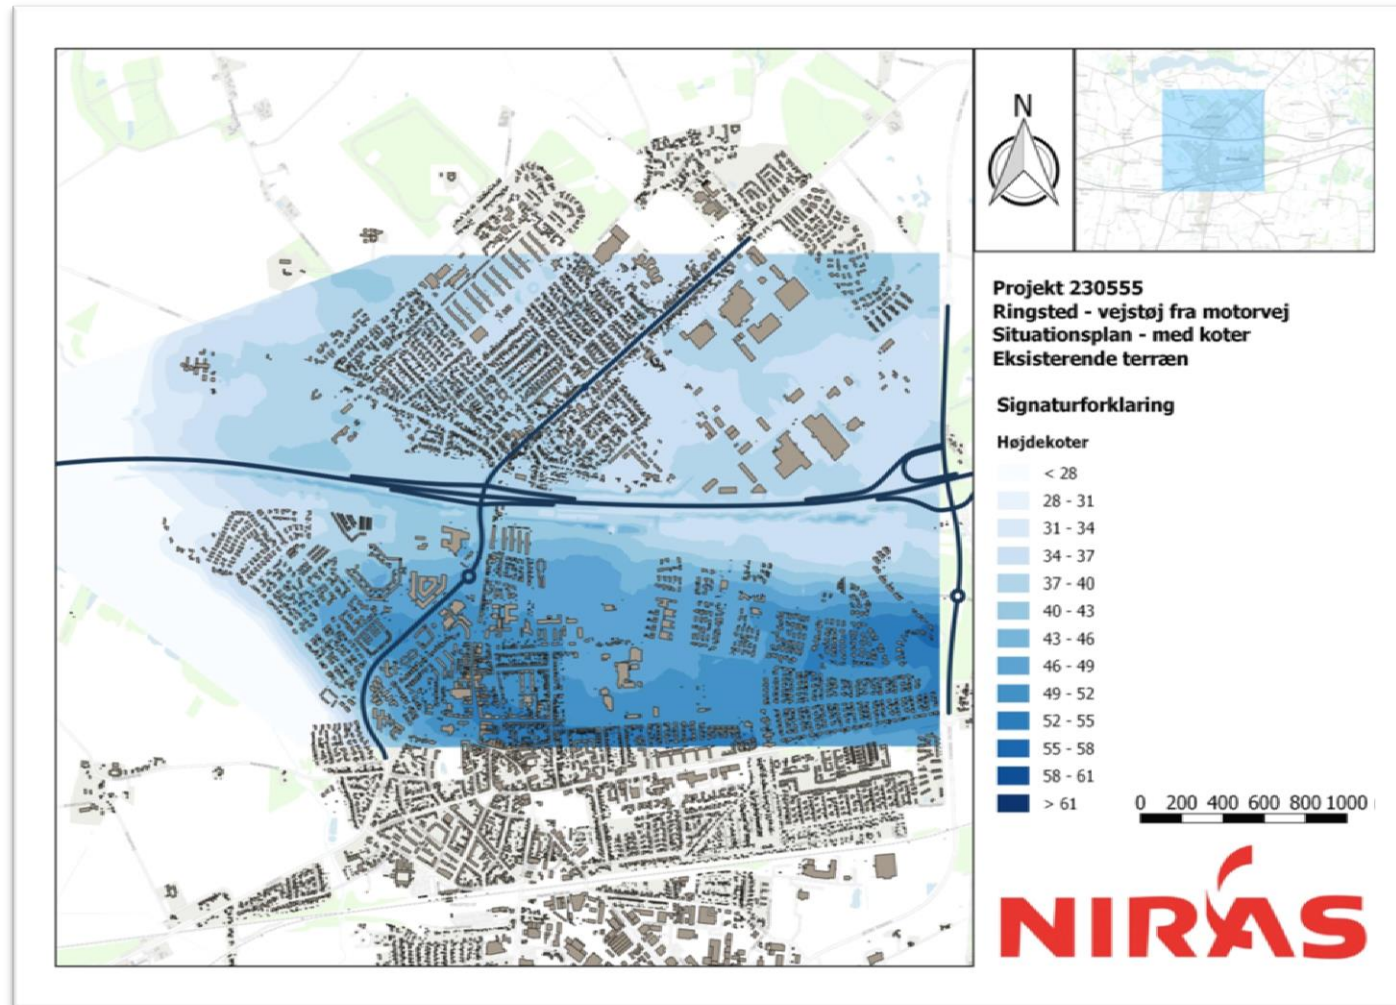 N
Projekt 230555
Ringsted - vejstøj fra motorvej
Situationsplan - med koter
Eksisterende terræn
Signaturforklaring
Højdekoter
< 28
28 - 31
31 - 34
34 - 37
37 - 40
40 - 43
43 - 46
46 - 49
49 - 52
52 - 55
55 - 58
58 - 61
> 61
0 200 400 600 800 1000
NIRAS